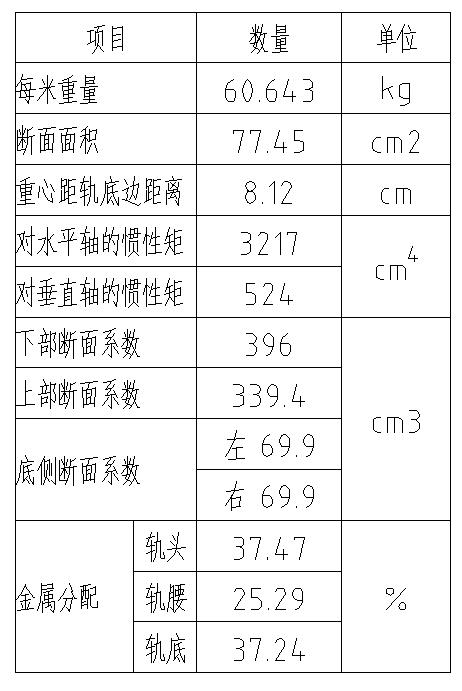 项目 数量 单位
每米重量 60.643 kg
断面面积 77.45 cm2
重心距轨底边距离 8.12 cm
对水平轴的惯性矩 3217 cm4
对垂直轴的惯性矩 524
下部断面系数 396 cm3
上部断面系数 339.4
底侧断面系数 左 69.9
右 69.9
金属分配 轨头 37.47 %
轨腰 25.29
轨底 37.24